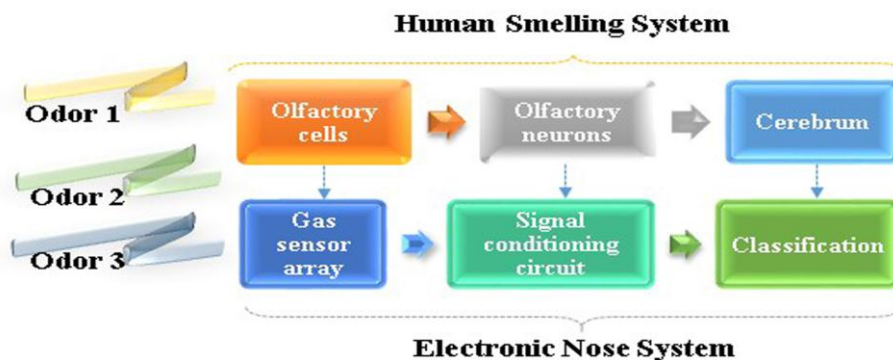 Human Smelling System
Odor 1
Olfactory
cells
Olfactory
neurons
Cerebrum
Odor 2
Odor 3
Gas
sensor
array
Signal
conditioning
circuit
Classification
Electronic Nose System